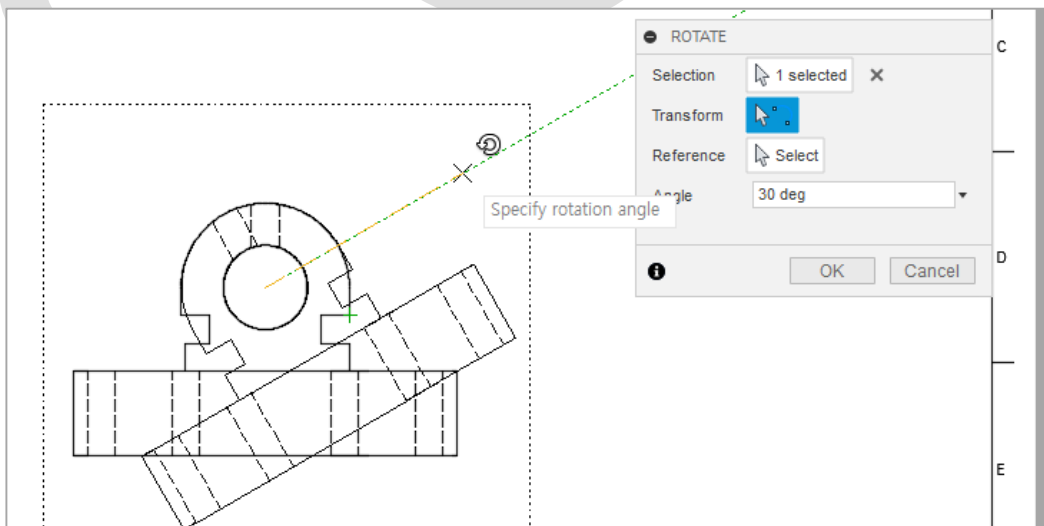 ROTATE
C
Selection 1 selected
Transform
Reference Select
Angle 30 deg
Specify rotation angle
D
OK Cancel
E